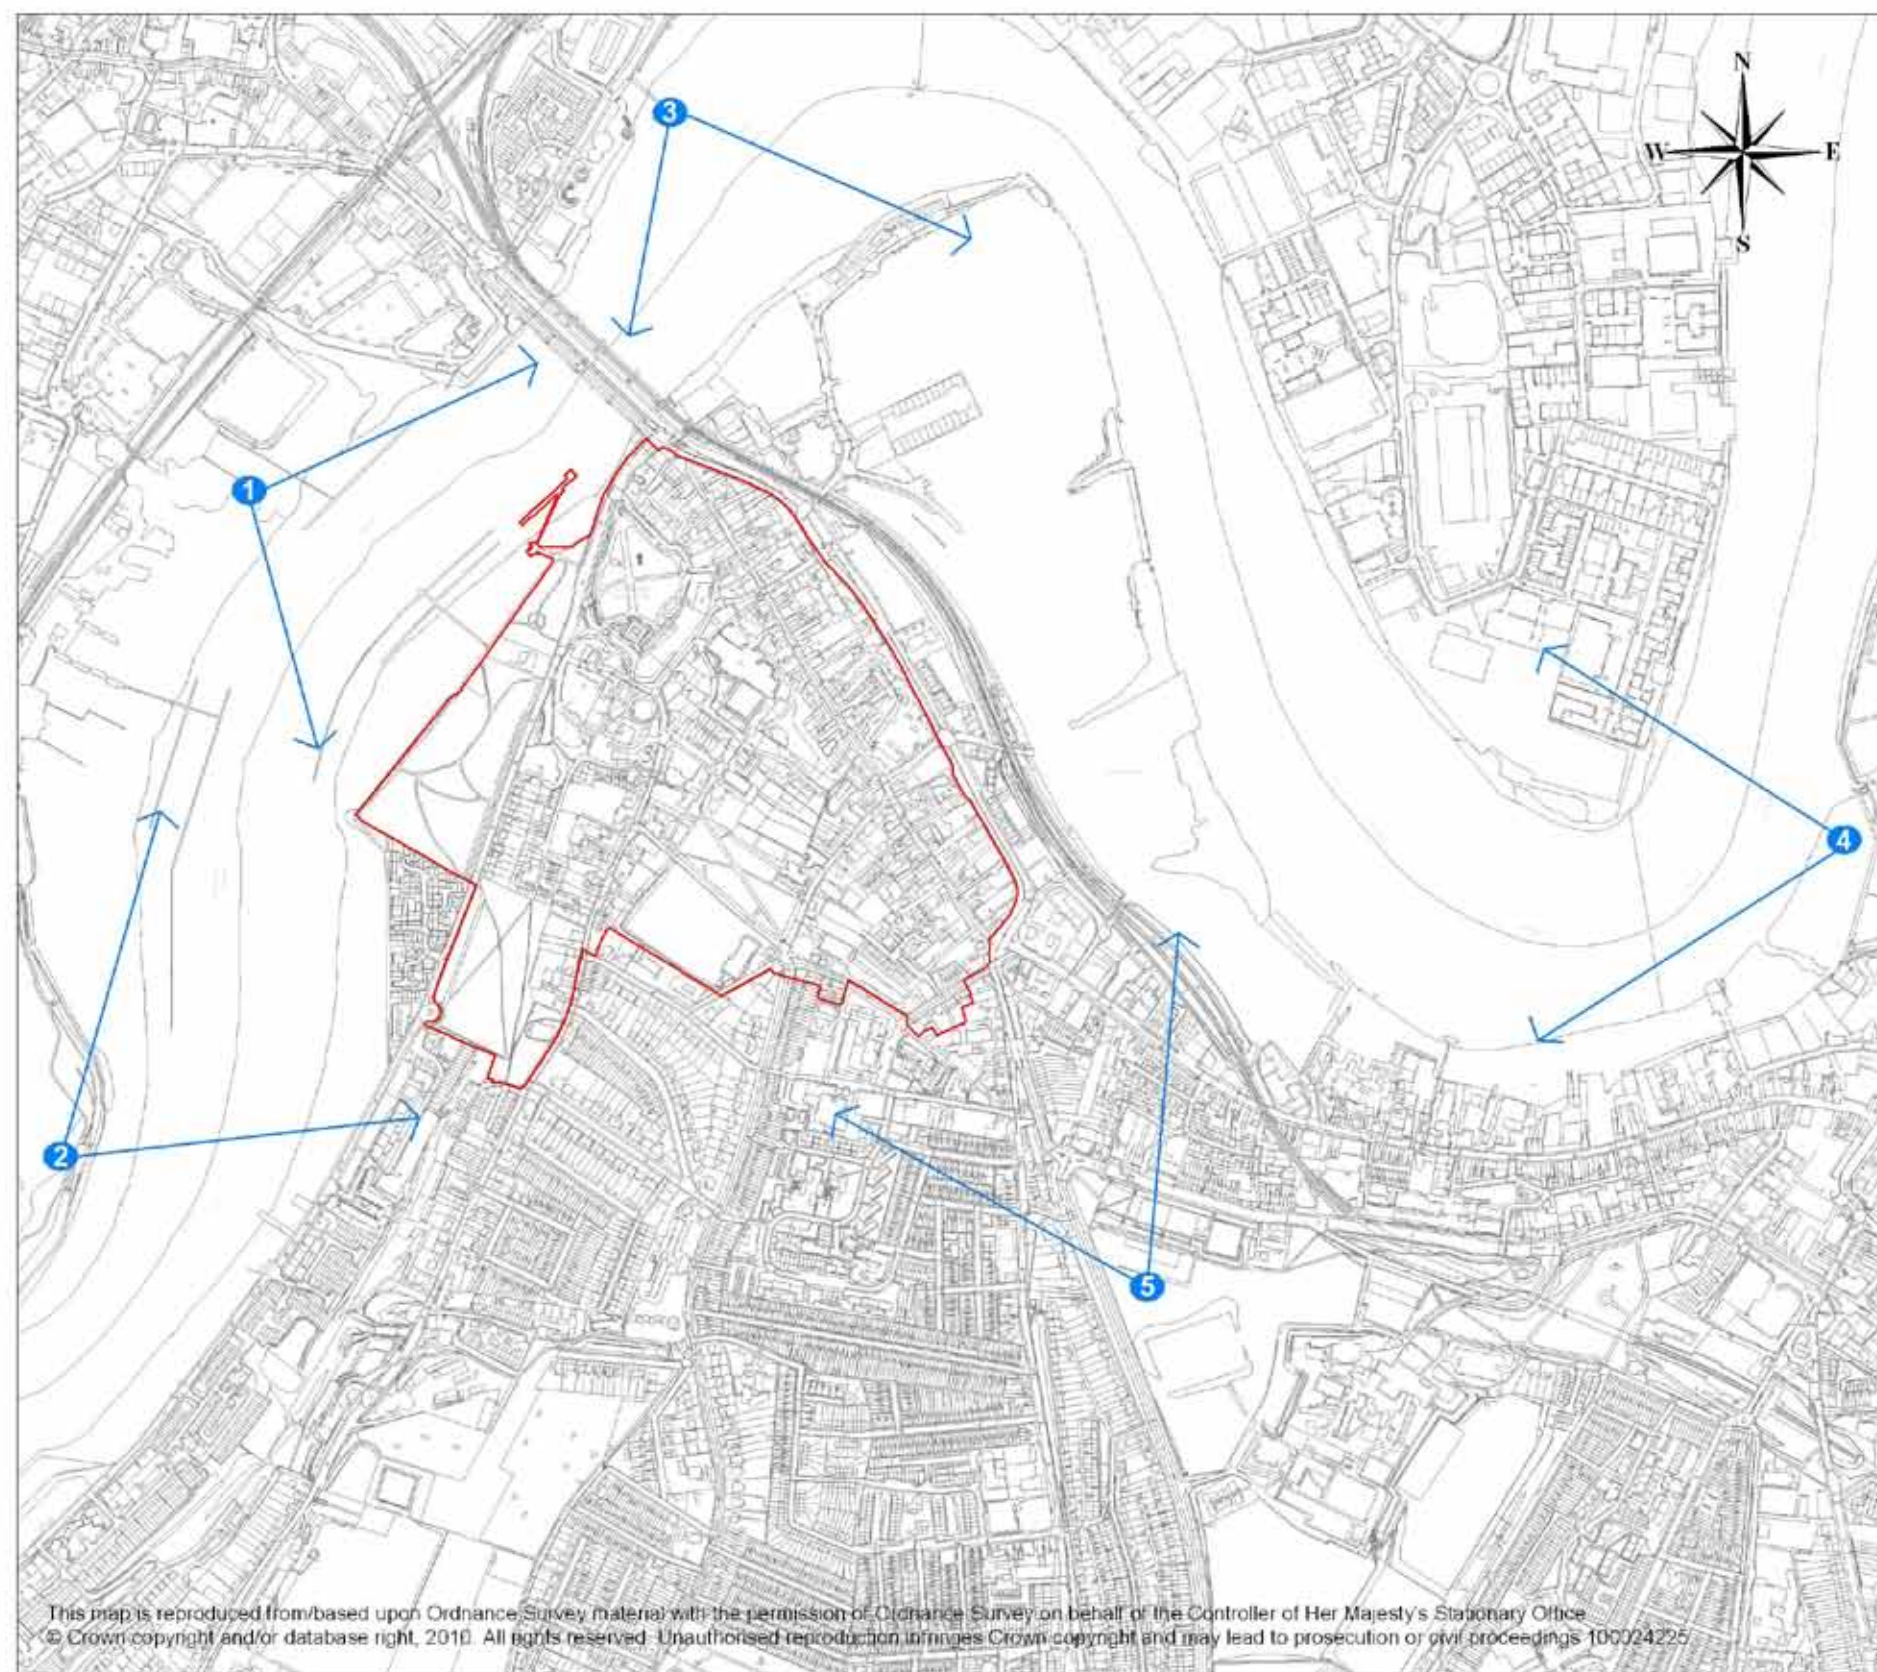 N
3
W E
S
1
4
2
5
This map is reproduced from/based upon Ordnance Survey material with the permission of Ordnance Survey on behalf of the Controller of Her Majesty's Stationary Office
© Crown copyright and/or database right, 2010. All rights reserved. Unauthorised reproduction infringes Crown copyright and may lead to prosecution or civil proceedings 100024225